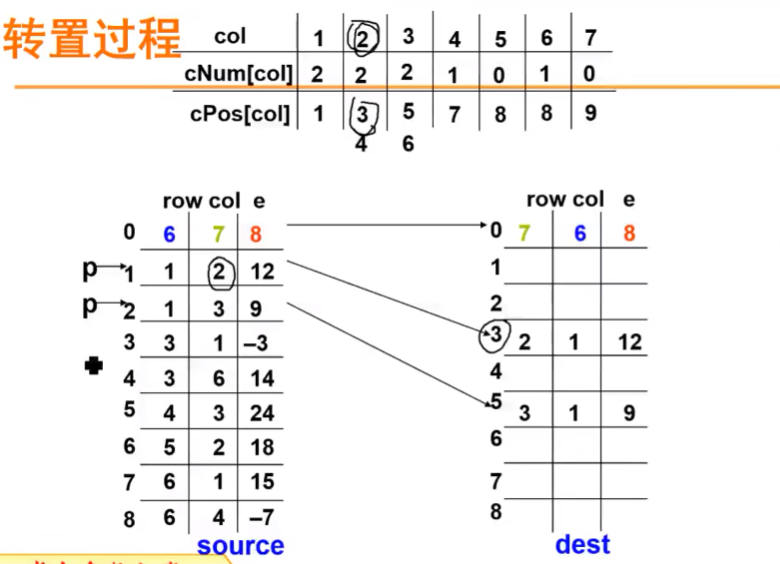 转置过程
col 1 2 3 4 5 6 7
cNum[col] 2 2 2 1 0 1 0
cPos[col] 1 3 5 7 8 8 9
4 6
row col e
0 6 7 8
p 1 1 2 12
p 2 1 3 9
3 3 1 –3
4 3 6 14
5 4 3 24
6 5 2 18
7 6 1 15
8 6 4 –7
source
row col e
0 7 6 8
1
2
3 2 1 12
4
5 3 1 9
6
7
8
dest